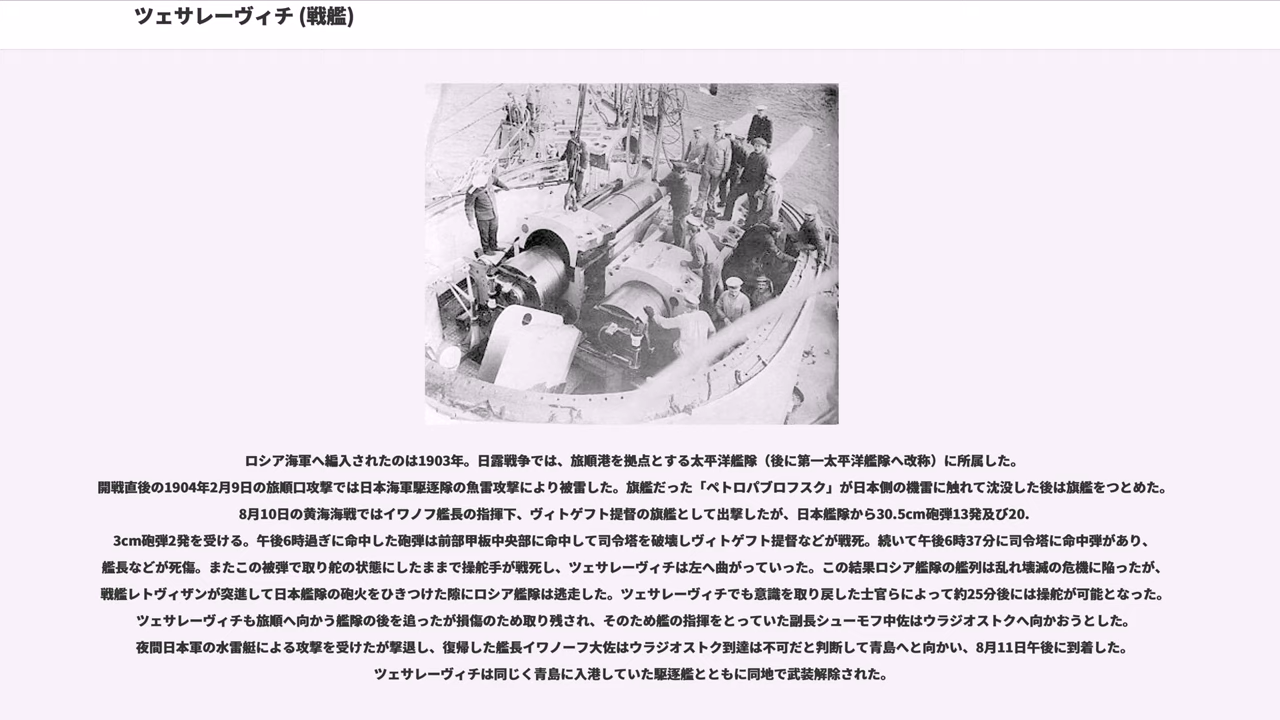 ツェサレーヴィチ (戦艦)
ロシア海軍へ編入されたのは1903年。日露戦争では、旅順港を拠点とする太平洋艦隊（後に第一太平洋艦隊へ改称）に所属した。
開戦直後の1904年2月9日の旅順口攻撃では日本海軍駆逐隊の魚雷攻撃により被雷した。旗艦だった「ペトロパブロフスク」が日本側の機雷に触れて沈没した後は旗艦をつとめた。
8月10日の黄海海戦ではイワノフ艦長の指揮下、ヴィトゲフト提督の旗艦として出撃したが、日本艦隊から30.5cm砲弾13発及び20.
3cm砲弾2発を受ける。午後6時過ぎに命中した砲弾は前部甲板中央部に命中して司令塔を破壊しヴィトゲフト提督などが戦死。続いて午後6時37分に司令塔に命中弾があり、
艦長などが死傷。またこの被弾で取り舵の状態にしたままで操舵手が戦死し、ツェサレーヴィチは左へ曲がっていった。この結果ロシア艦隊の艦列は乱れ壊滅の危機に陥ったが、
戦艦レトヴィザンが突進して日本艦隊の砲火をひきつけた隙にロシア艦隊は逃走した。ツェサレーヴィチでも意識を取り戻した士官らによって約25分後には操舵が可能となった。
ツェサレーヴィチも旅順へ向かう艦隊の後を追ったが損傷のため取り残され、そのため艦の指揮をとっていた副長シューモフ中佐はウラジオストクへ向かおうとした。
夜間日本軍の水雷艇による攻撃を受けたが撃退し、復帰した艦長イワノーフ大佐はウラジオストク到達は不可だと判断して青島へと向かい、8月11日午後に到着した。
ツェサレーヴィチは同じく青島に入港していた駆逐艦とともに同地で武装解除された。